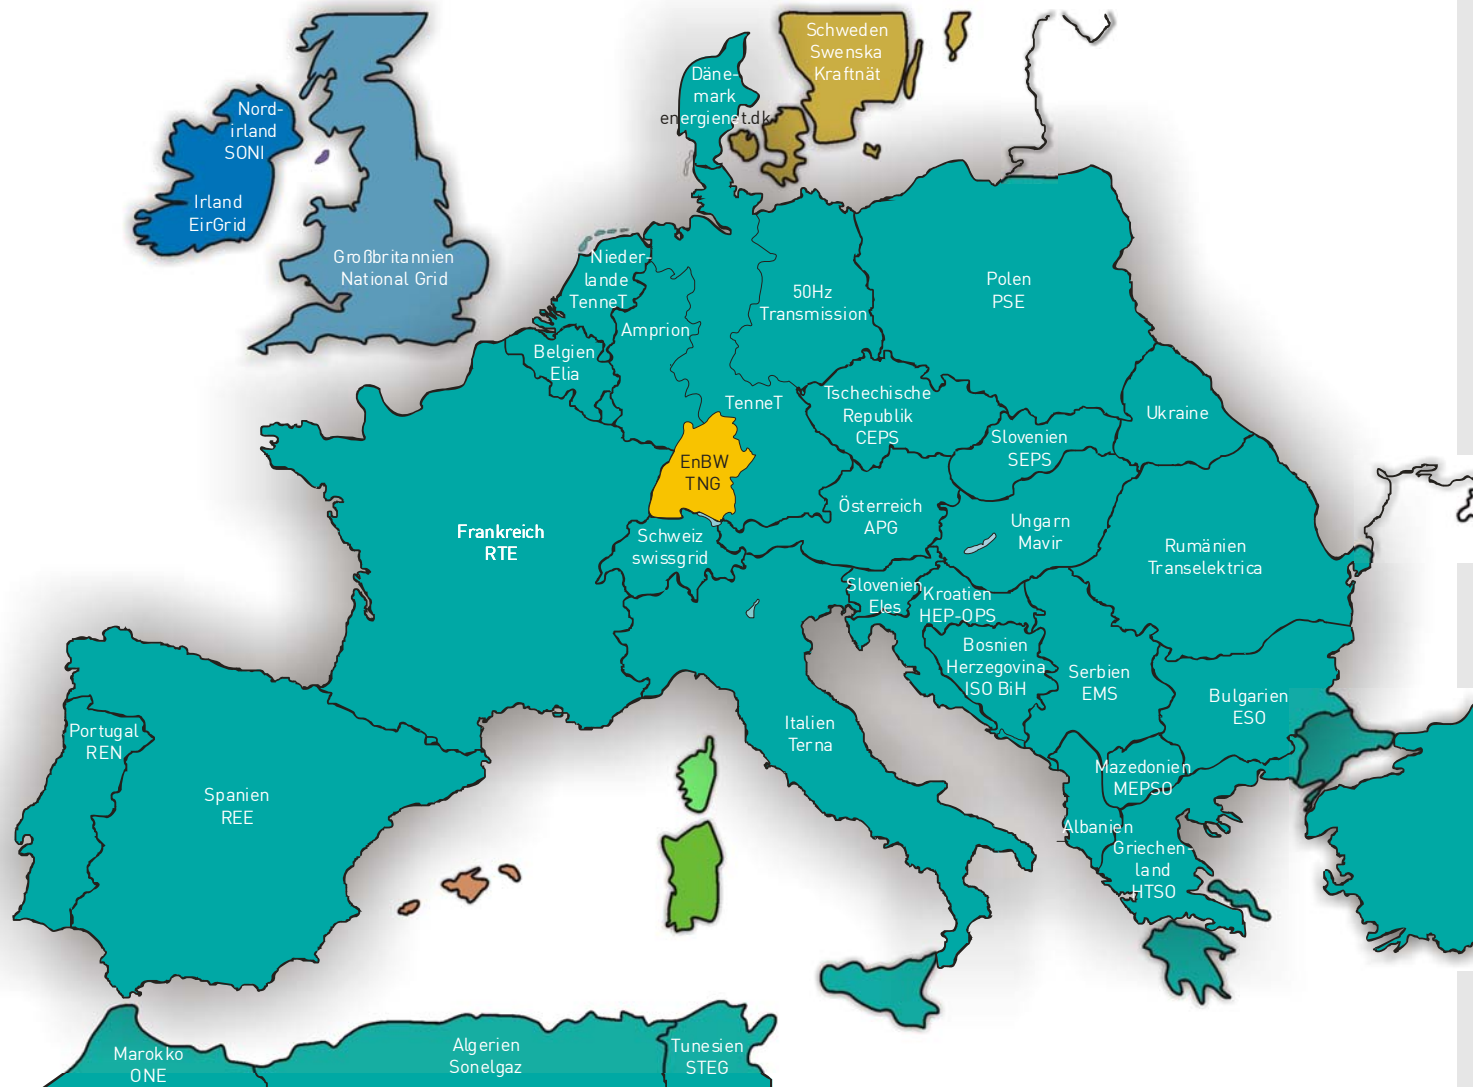 Schweden
Swenska
Kraftnät
Däne-
mark
energienet.dk
Nord-
irland
SONI
Irland
EirGrid
Großbritannien
National Grid
Nieder-
lande
TenneT
Amprion
50Hz
Transmission
Polen
PSE
Belgien
Elia
TenneT
Tschechische
Republik
CEPS
Ukraine
Slovenien
SEPS
EnBW
TNG
Österreich
APG
Ungarn
Mavir
Frankreich
RTE
Schweiz
swissgrid
Rumänien
Transelektrica
Slovenien
Eles
Kroatien
HEP-OPS
Bosnien
Herzegovina
ISO BiH
Serbien
EMS
Bulgarien
ESO
Portugal
REN
Italien
Terna
Mazedonien
MEPSO
Spanien
REE
Albanien
Griechen-
land
HTSO
Marokko
ONE
Algerien
Sonelgaz
Tunesien
STEG